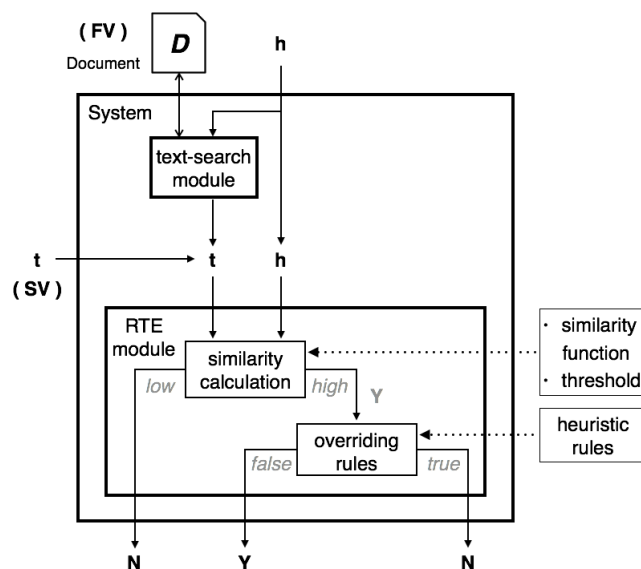 ( FV )
D
h
Document
System
text-search
module
t
t
h
( SV )
RTE
module
similarity
calculation
low
high
Y
• similarity
function
• threshold
overriding
rules
heuristic
rules
false
true
N
Y
N